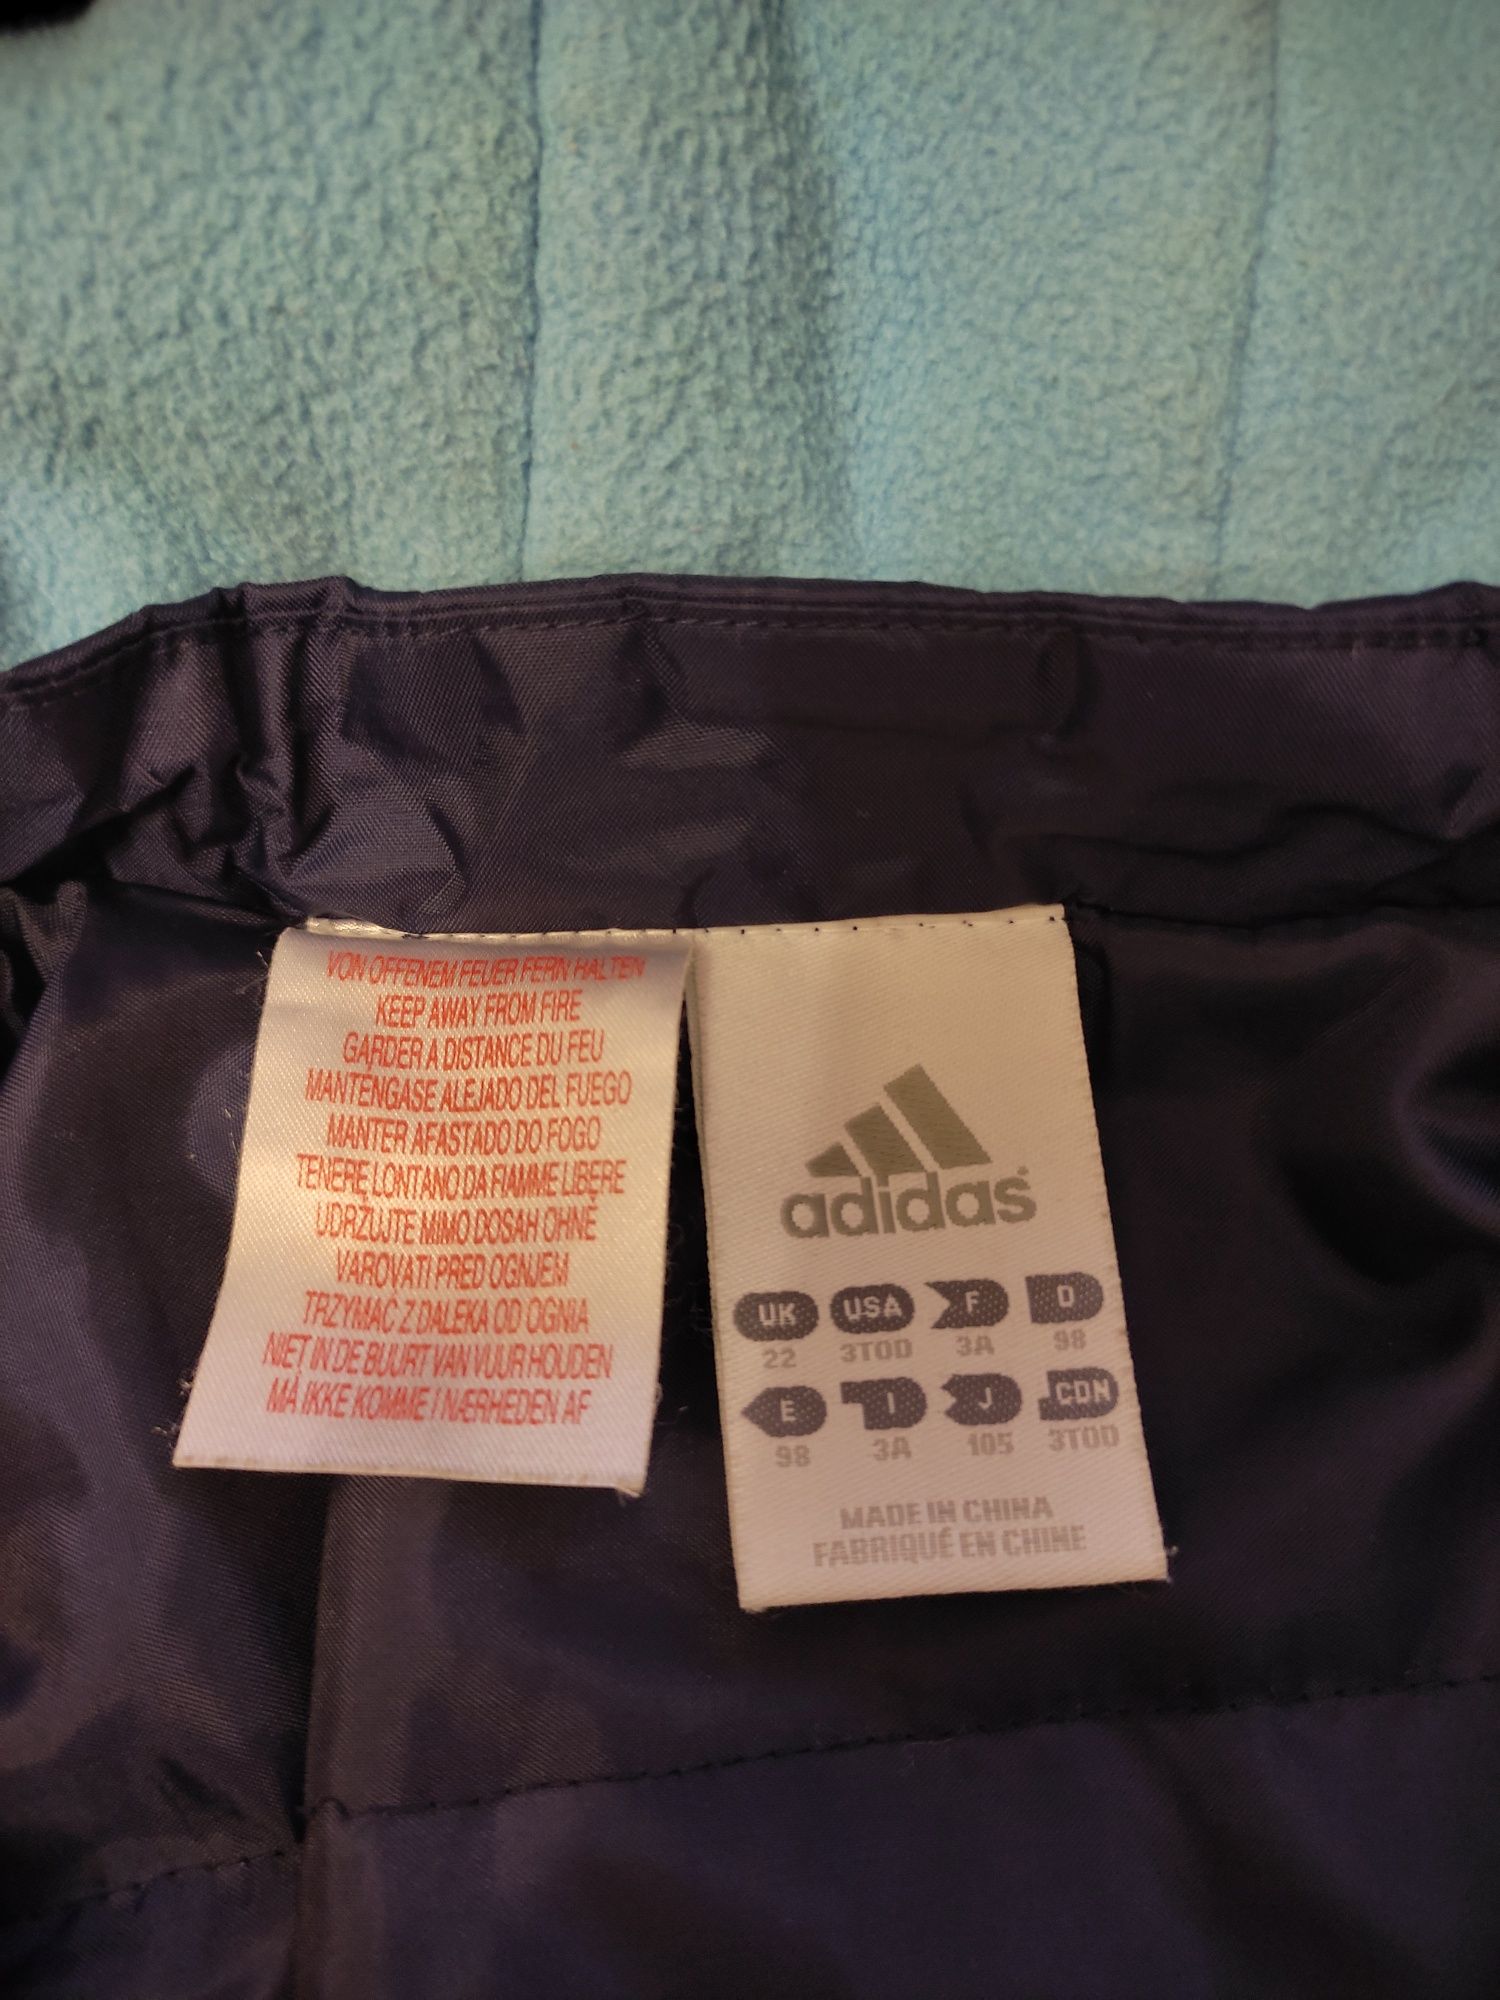 VON OFFENEM FEUER FERN HALTEN
KEEP AWAY FROM FIRE
GARDER A DISTANCE DU FEU
MANTENGASE ALEJADO DEL FUEGO
MANTER AFASTADO DO FOGO
TENERE LONTANO DA FIAMME LIBERE
UDRŽUJTE MIMO DOSAH OHNĚ
VAROVATI PRED OGNJEM
TRZYMAĆ Z DALEKA OD OGNIA
NIET IN DE BUURT VAN VUUR HOUDEN
MÅ IKKE KOMME I NÆRHEDEN AF
adidas®
UK USA F D
22 3TOD 3A 98
E I J CDN
98 3A 105 3TOD
MADE IN CHINA
FABRIQUÉ EN CHINE